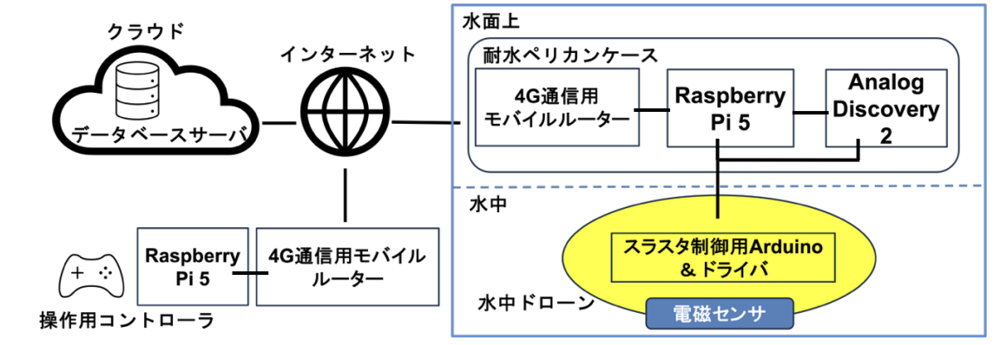 クラウド
データベースサーバ
インターネット
水面上
耐水ペリカンケース
4G通信用
モバイルルーター
Raspberry
Pi 5
Analog
Discovery
2
水中
スラスタ制御用Arduino
& ドライバ
水中ドローン
電磁センサ
Raspberry
Pi 5
4G通信用モバイル
ルーター
操作用コントローラ